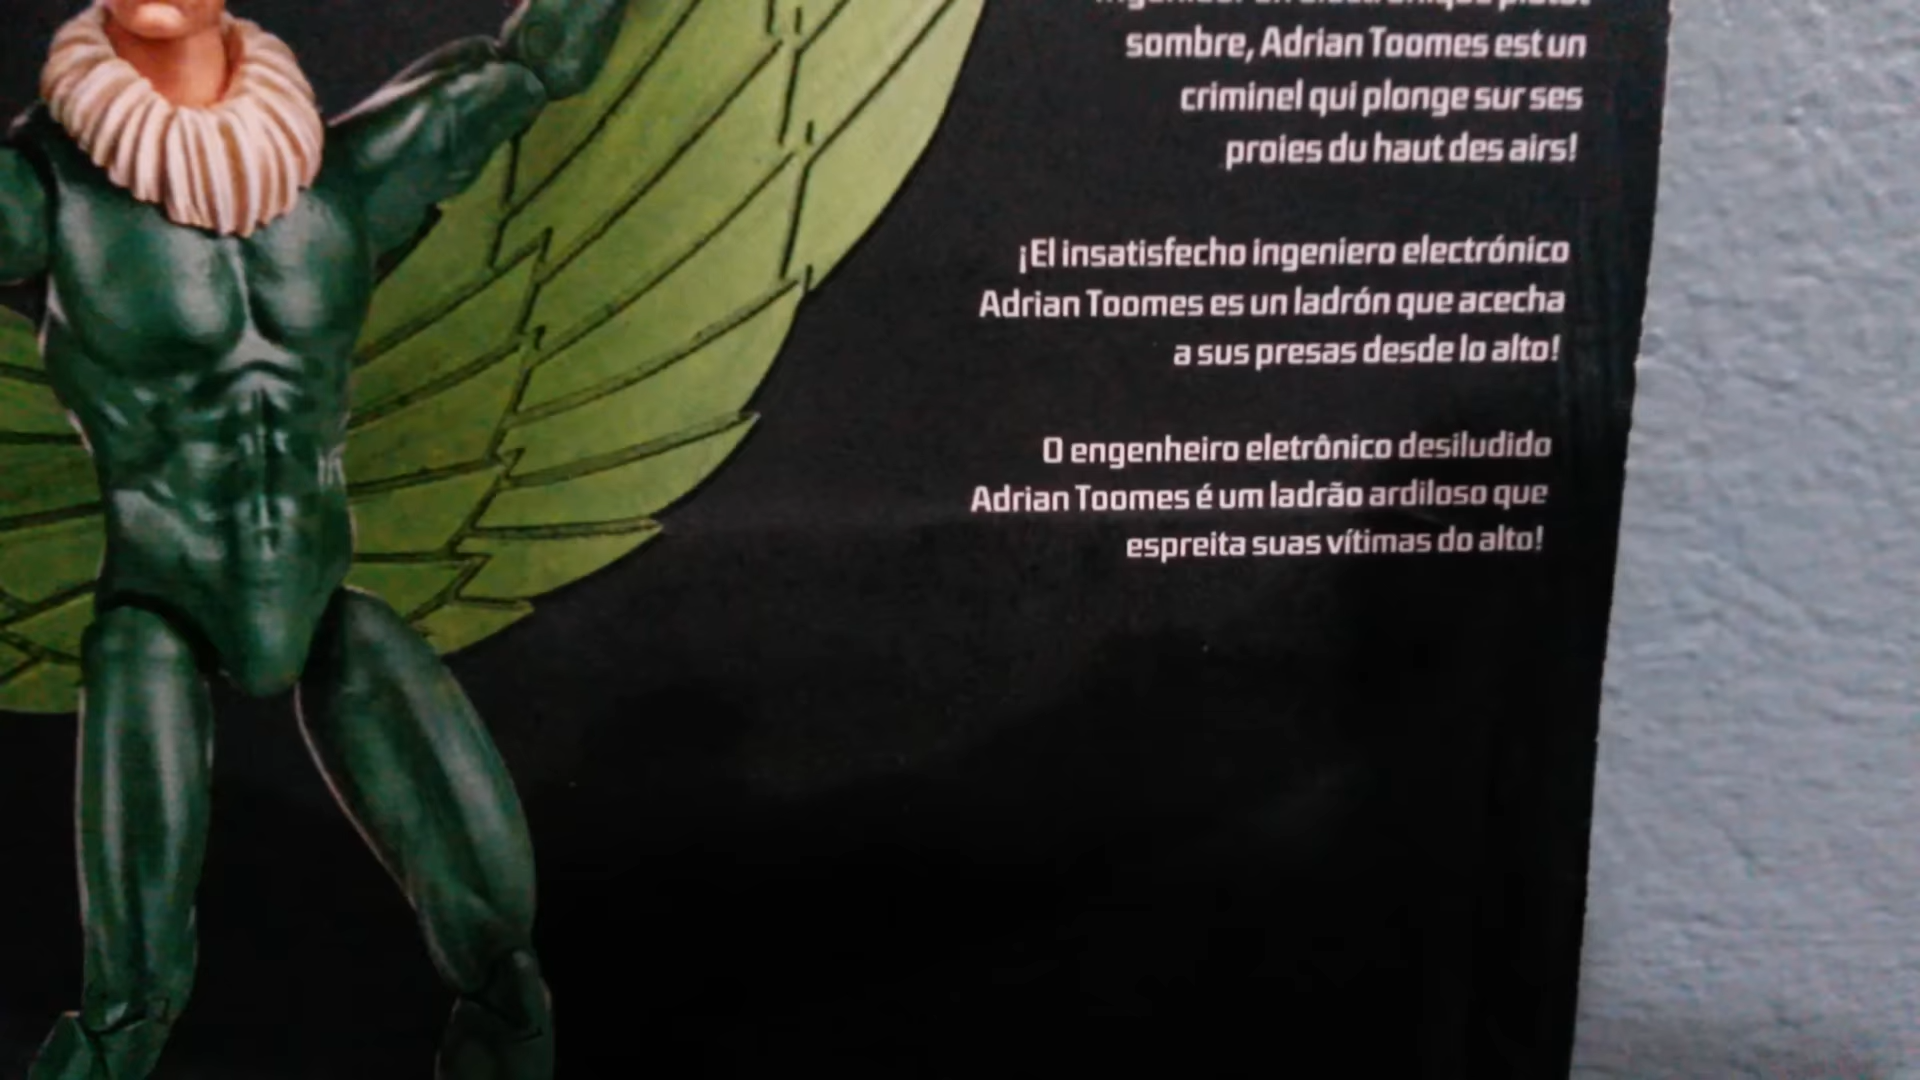 sombre, Adrian Toomes est un
criminel qui plonge sur ses
proies du haut des airs!
¡El insatisfecho ingeniero electrónico
Adrian Toomes es un ladrón que acecha
a sus presas desde lo alto!
O engenheiro eletrônico desiludido
Adrian Toomes é um ladrão ardiloso que
espreita suas vítimas do alto!